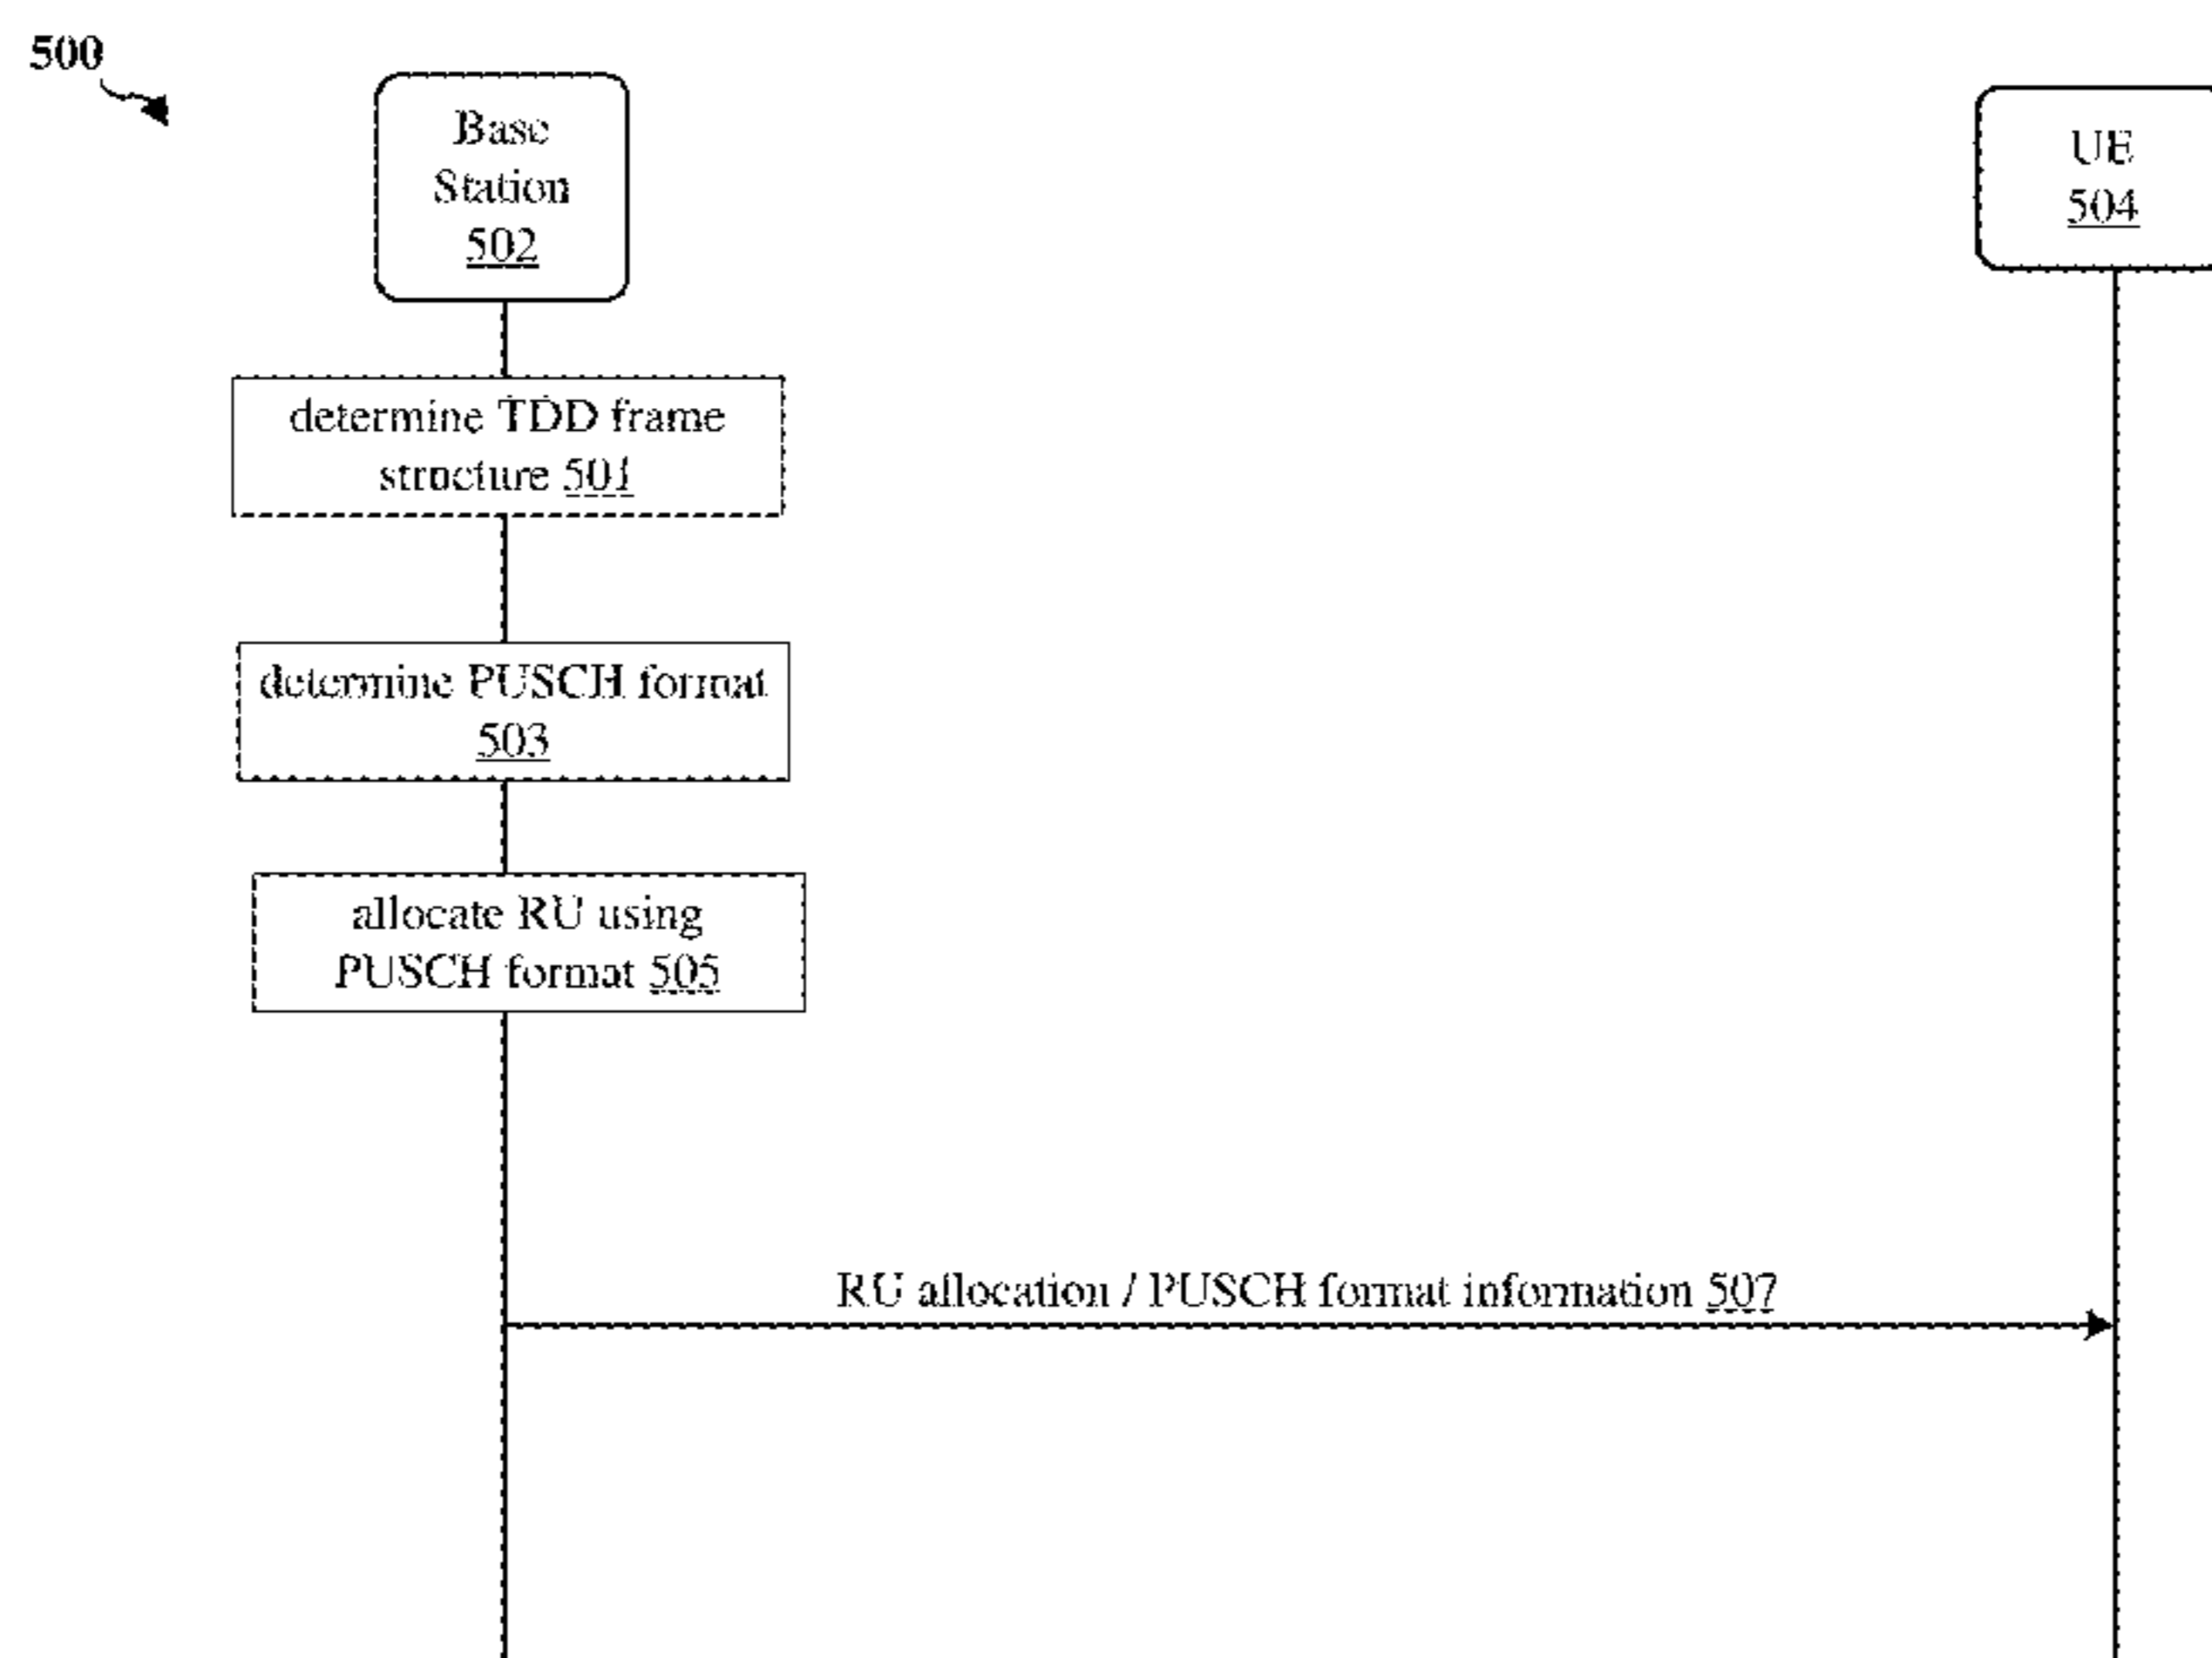 500
Base
Station
502
UE
504
determine TDD frame
structure 501
determine PUSCH format
503
allocate RU using
PUSCH format 505
RU allocation / PUSCH format information 507